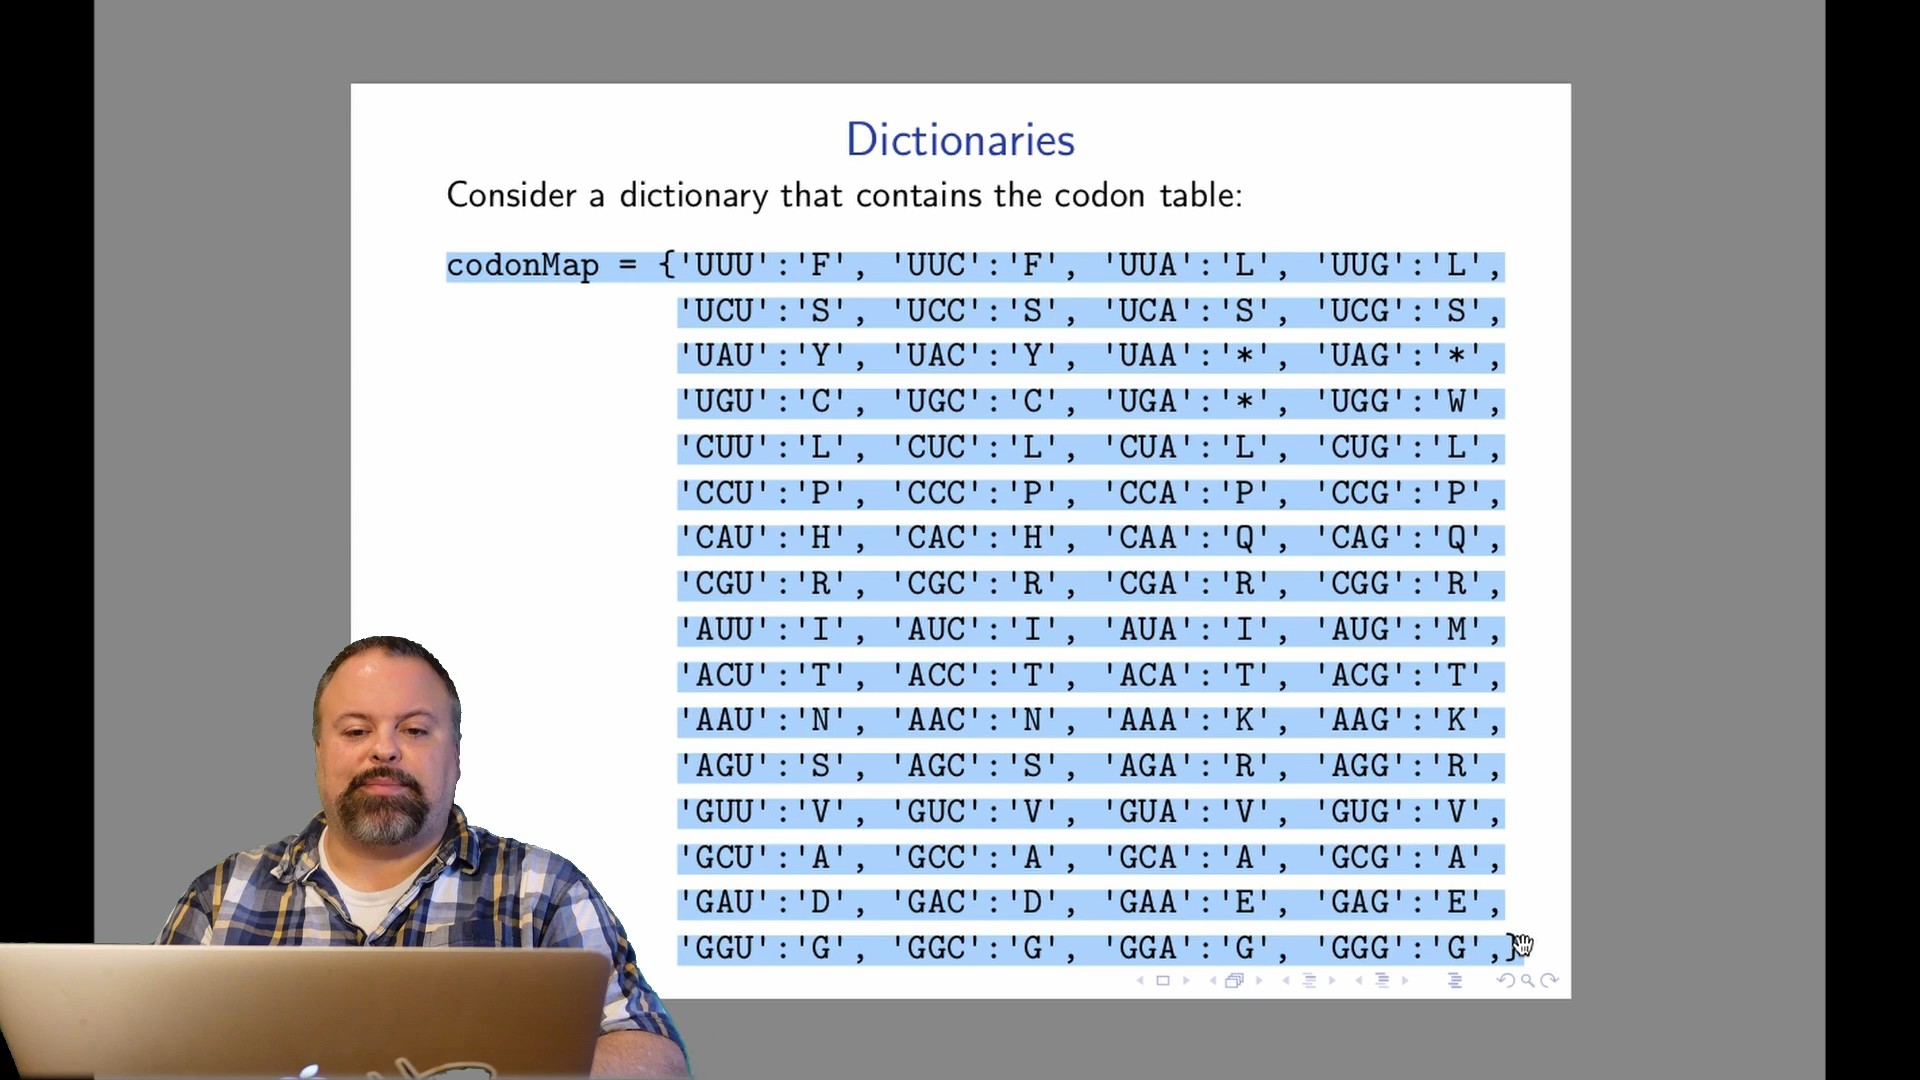 Dictionaries
Consider a dictionary that contains the codon table:
codonMap = {'UUU':'F', 'UUC':'F', 'UUA':'L', 'UUG':'L',
'UCU':'S', 'UCC':'S', 'UCA':'S', 'UCG':'S',
'UAU':'Y', 'UAC':'Y', 'UAA':'*', 'UAG':'*',
'UGU':'C', 'UGC':'C', 'UGA':'*', 'UGG':'W',
'CUU':'L', 'CUC':'L', 'CUA':'L', 'CUG':'L',
'CCU':'P', 'CCC':'P', 'CCA':'P', 'CCG':'P',
'CAU':'H', 'CAC':'H', 'CAA':'Q', 'CAG':'Q',
'CGU':'R', 'CGC':'R', 'CGA':'R', 'CGG':'R',
'AUU':'I', 'AUC':'I', 'AUA':'I', 'AUG':'M',
'ACU':'T', 'ACC':'T', 'ACA':'T', 'ACG':'T',
'AAU':'N', 'AAC':'N', 'AAA':'K', 'AAG':'K',
'AGU':'S', 'AGC':'S', 'AGA':'R', 'AGG':'R',
'GUU':'V', 'GUC':'V', 'GUA':'V', 'GUG':'V',
'GCU':'A', 'GCC':'A', 'GCA':'A', 'GCG':'A',
'GAU':'D', 'GAC':'D', 'GAA':'E', 'GAG':'E',
'GGU':'G', 'GGC':'G', 'GGA':'G', 'GGG':'G',}